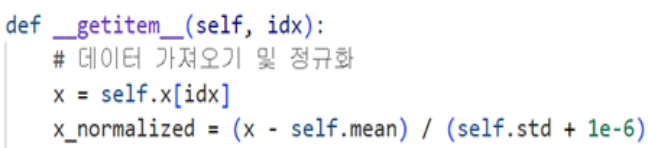 def __getitem__(self, idx):
    # 데이터 가져오기 및 정규화
    x = self.x[idx]
    x_normalized = (x - self.mean) / (self.std + 1e-6)